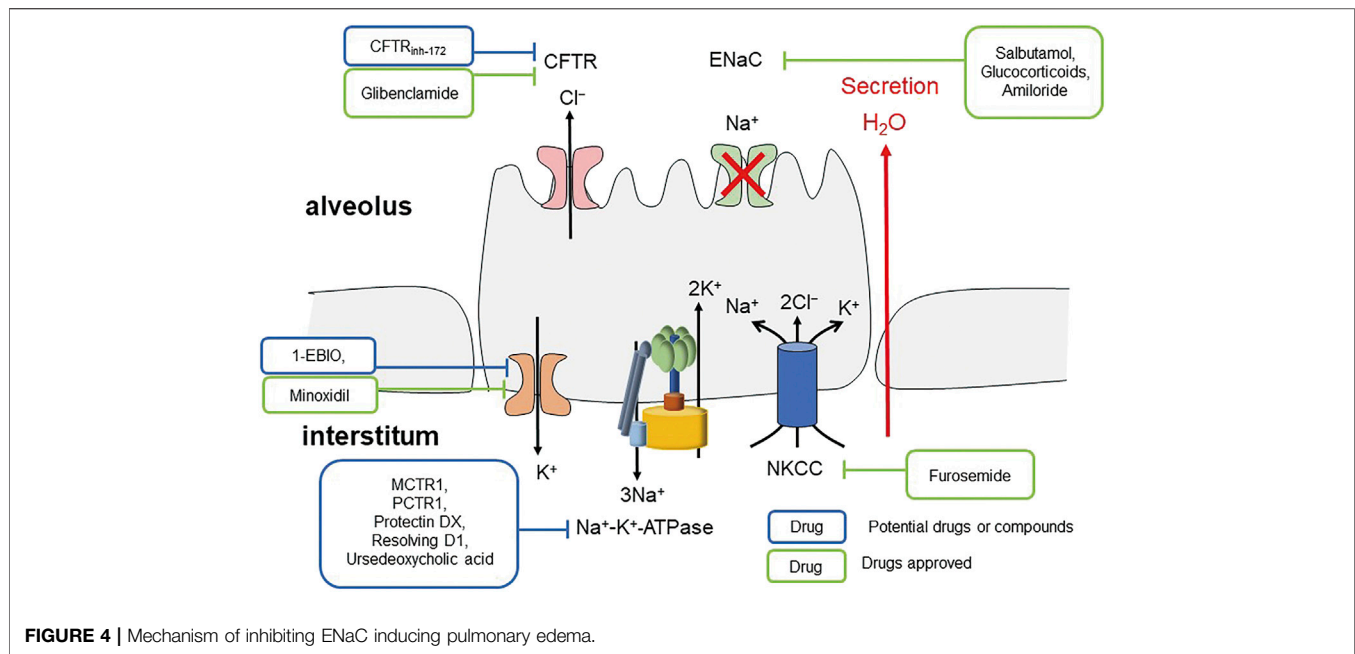 CFTRinh-172
Glibenclamide
CFTR
Cl⁻
ENaC
Na⁺
Secretion
H₂O
Salbutamol,
Glucocorticoids,
Amiloride
alveolus
2K⁺
Na⁺
2Cl⁻
K⁺
1-EBIO,
Minoxidil
interstitum
K⁺
3Na⁺
Na⁺-K⁺-ATPase
NKCC
Furosemide
MCTR1,
PCTR1,
Protectin DX,
Resolving D1,
Ursedeoxycholic acid
Drug Potential drugs or compounds
Drug Drugs approved
FIGURE 4 | Mechanism of inhibiting ENaC inducing pulmonary edema.